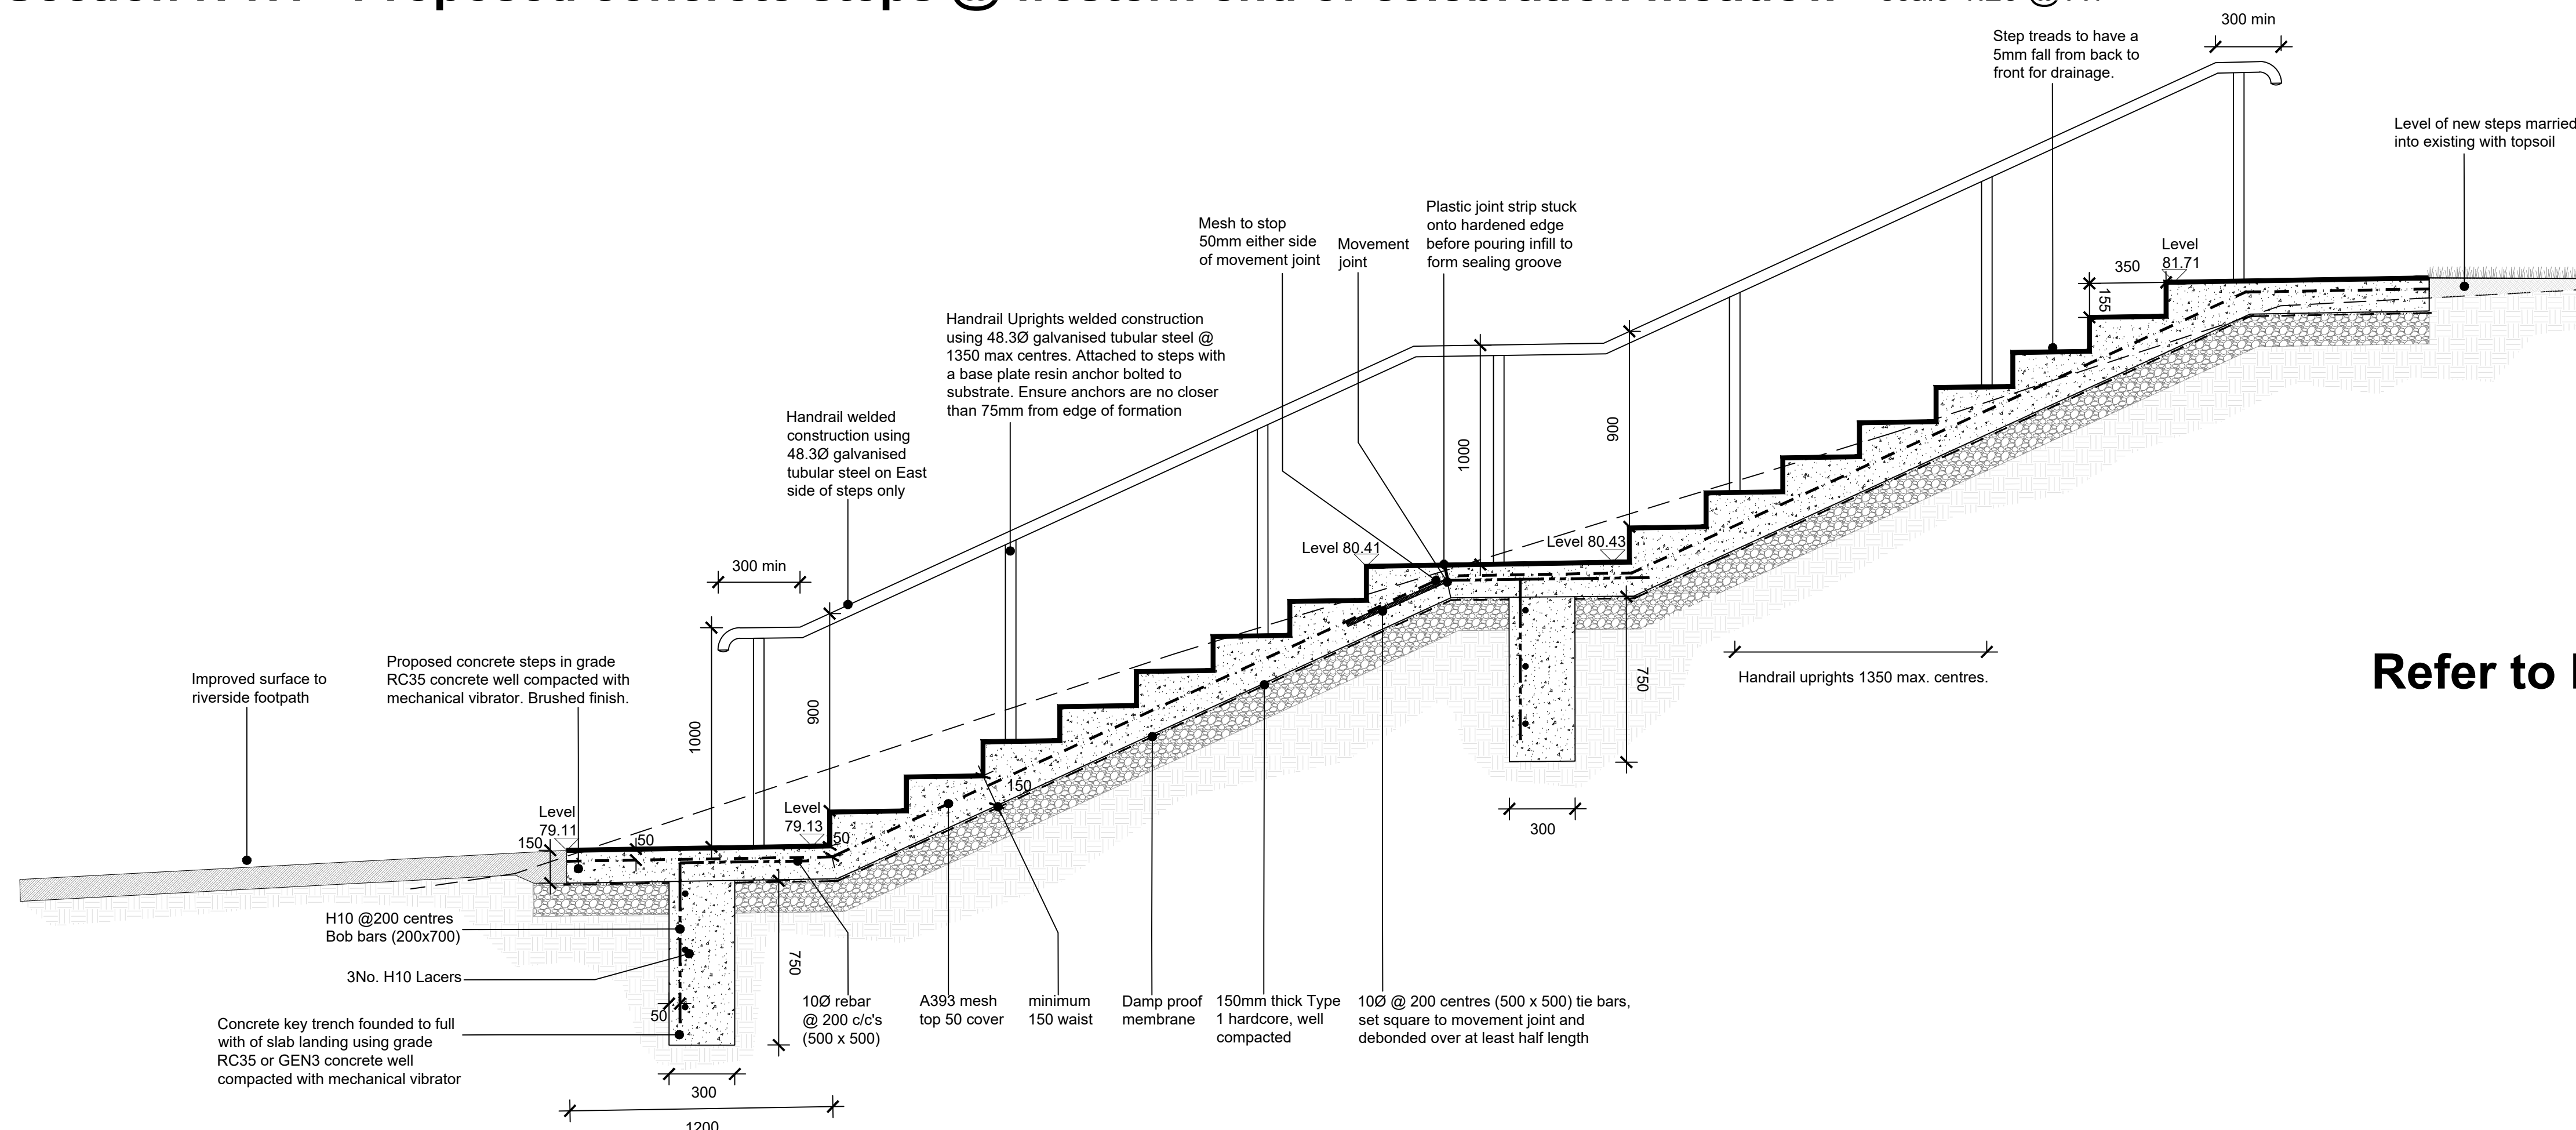 300 min
Step treads to have a
5mm fall from back to
front for drainage.
Level of new steps married
into existing with topsoil
Mesh to stop
50mm either side
of movement joint
Movement
joint
Plastic joint strip stuck
onto hardened edge
before pouring infill to
form sealing groove
350
Level
81.71
155
Handrail Uprights welded construction
using 48.3Ø galvanised tubular steel @
1350 max centres. Attached to steps with
a base plate resin anchor bolted to
substrate. Ensure anchors are no closer
than 75mm from edge of formation
Handrail welded
construction using
48.3Ø galvanised
tubular steel on East
side of steps only
1000
900
Level 80.41
Level 80.43
300 min
Improved surface to
riverside footpath
Proposed concrete steps in grade
RC35 concrete well compacted with
mechanical vibrator. Brushed finish.
1000
900
750
Handrail uprights 1350 max. centres.
Refer to
150
Level
79.11
150
50
Level
79.13
50
300
H10 @200 centres
Bob bars (200x700)
3No. H10 Lacers
50
750
Concrete key trench founded to full
with of slab landing using grade
RC35 or GEN3 concrete well
compacted with mechanical vibrator
10Ø rebar
@ 200 c/c's
(500 x 500)
A393 mesh
top 50 cover
minimum
150 waist
Damp proof
membrane
150mm thick Type
1 hardcore, well
compacted
10Ø @ 200 centres (500 x 500) tie bars,
set square to movement joint and
debonded over at least half length
300
1200